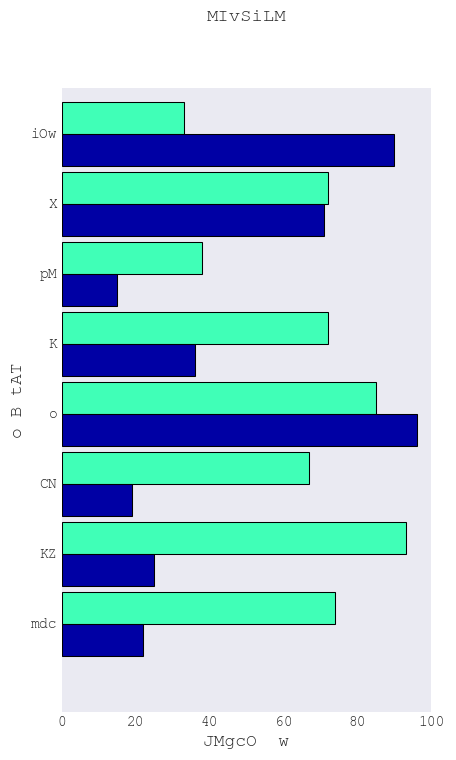 MIvSiLM
iOw
X
pM
K
o
CN
KZ
mdc
o B tAT
0 20 40 60 80 100
JMgcO  w